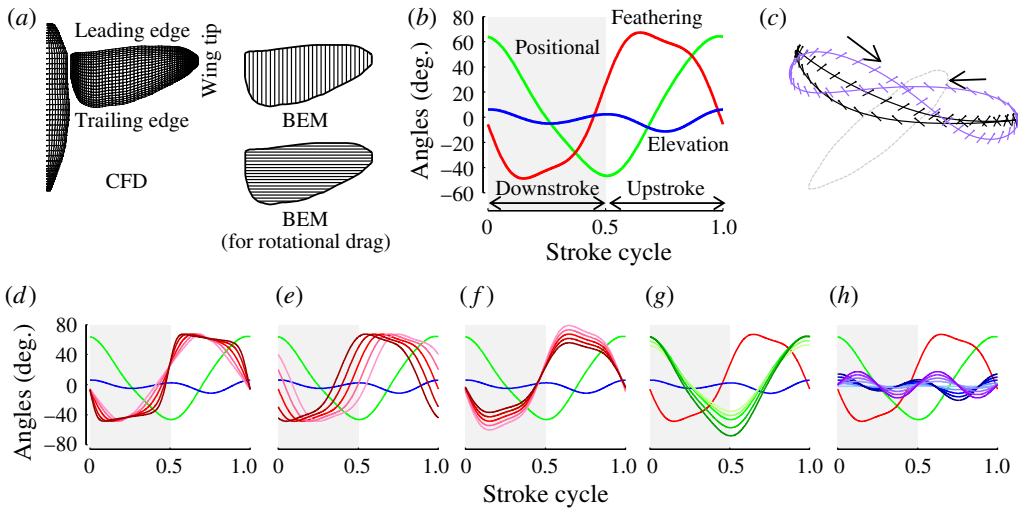 (a)
Leading edge
Wing tip
Trailing edge
CFD
BEM
BEM
(for rotational drag)
(b)
80
60
40
20
0
−20
−40
−60
Angles (deg.)
Positional
Feathering
Elevation
Downstroke
Upstroke
0
0.5
1.0
Stroke cycle
(c)
(d)
(e)
(f)
(g)
(h)
80
40
0
−40
−80
Angles (deg.)
0
0.5
1.0
0
0.5
1.0
0
0.5
1.0
0
0.5
1.0
0
0.5
1.0
Stroke cycle